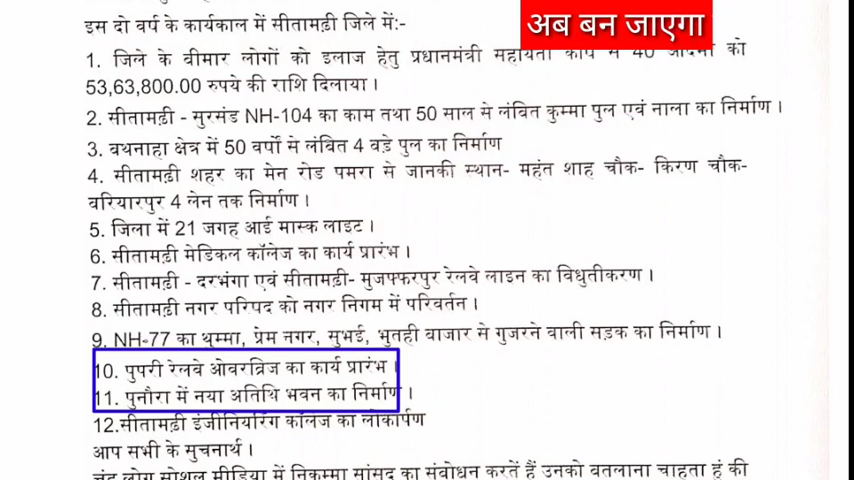 इस दो वर्ष के कार्यकाल में सीतामढ़ी जिले में:-
अब बन जाएगा
1. जिले के वीमार लोगों को इलाज हेतु प्रधानमंत्री सहायता कोष से 40 आदमी को
53,63,800.00 रुपये की राशि दिलाया ।
2. सीतामढ़ी - सुरसंड NH-104 का काम तथा 50 साल से लंवित कुम्मा पुल एवं नाला का निर्माण ।
3. वथनाहा क्षेत्र में 50 वर्षों से लंवित 4 वड़े पुल का निर्माण
4. सीतामढ़ी शहर का मेन रोड पमरा से जानकी स्थान- महंत शाह चौक- किरण चौक-
वरियारपुर 4 लेन तक निर्माण ।
5. जिला में 21 जगह आई मास्क लाइट ।
6. सीतामढ़ी मेडिकल कॉलेज का कार्य प्रारंभ ।
7. सीतामढ़ी - दरभंगा एवं सीतामढ़ी- मुजफ्फरपुर रेलवे लाइन का विधुतीकरण ।
8. सीतामढ़ी नगर परिषद को नगर निगम में परिवर्तन ।
9. NH-77 का थुम्मा, प्रेम नगर, सुभई, भुतही वाजार से गुजरने वाली सड़क का निर्माण ।
10. पुपरी रेलवे ओवरव्रिज का कार्य प्रारंभ ।
11. पुनौरा में नया अतिथि भवन का निर्माण ।
12.सीतामढ़ी इंजीनियरिंग कॉलेज का लोकार्पण
आप सभी के सुचनार्थ ।
चंद लोग सोशल मीडिया में निकम्मा सांसद का संवोधन करतें हैं उनको वतलाना चाहता हूं की